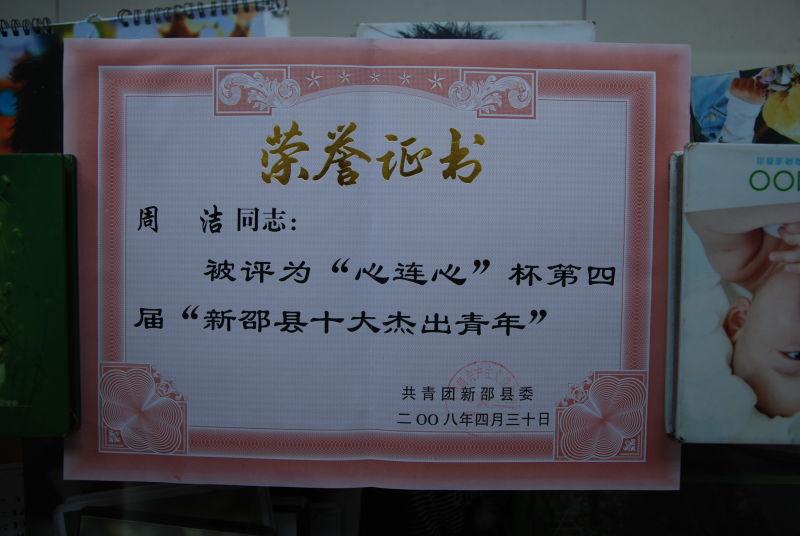 荣誉证书
周 洁 同志：
被评为“心连心”杯第四
届“新邵县十大杰出青年”
共青团新邵县委
二OO八年四月三十日